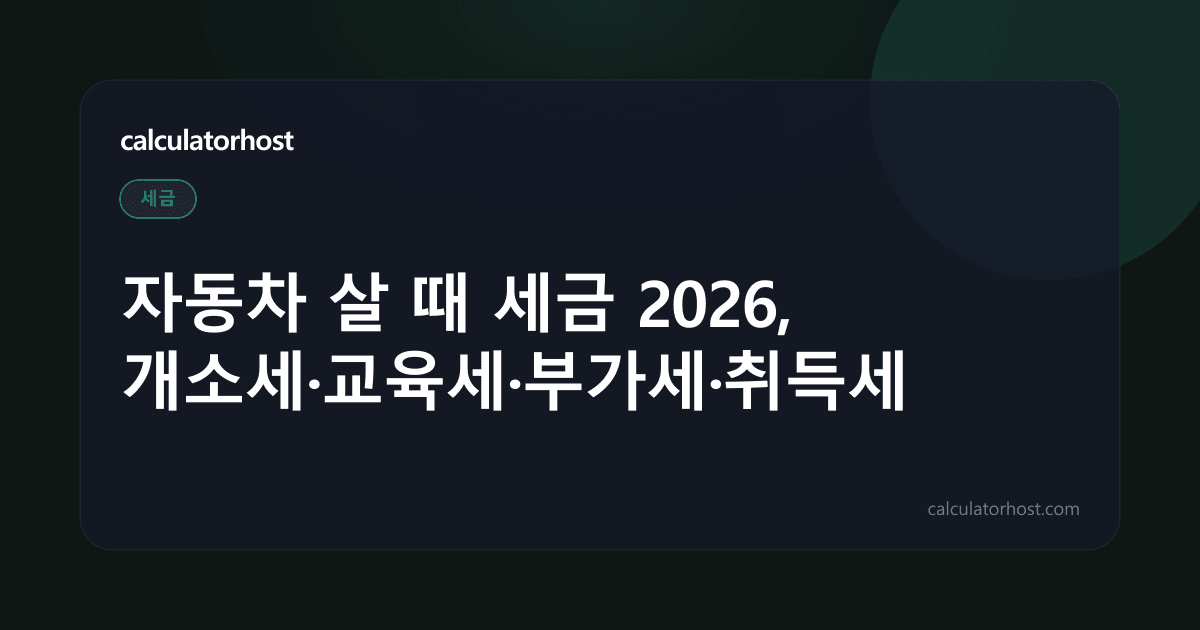 calculatorhost
세금
자동차 살 때 세금 2026,
개소세·교육세·부가세·취득세
calculatorhost.com